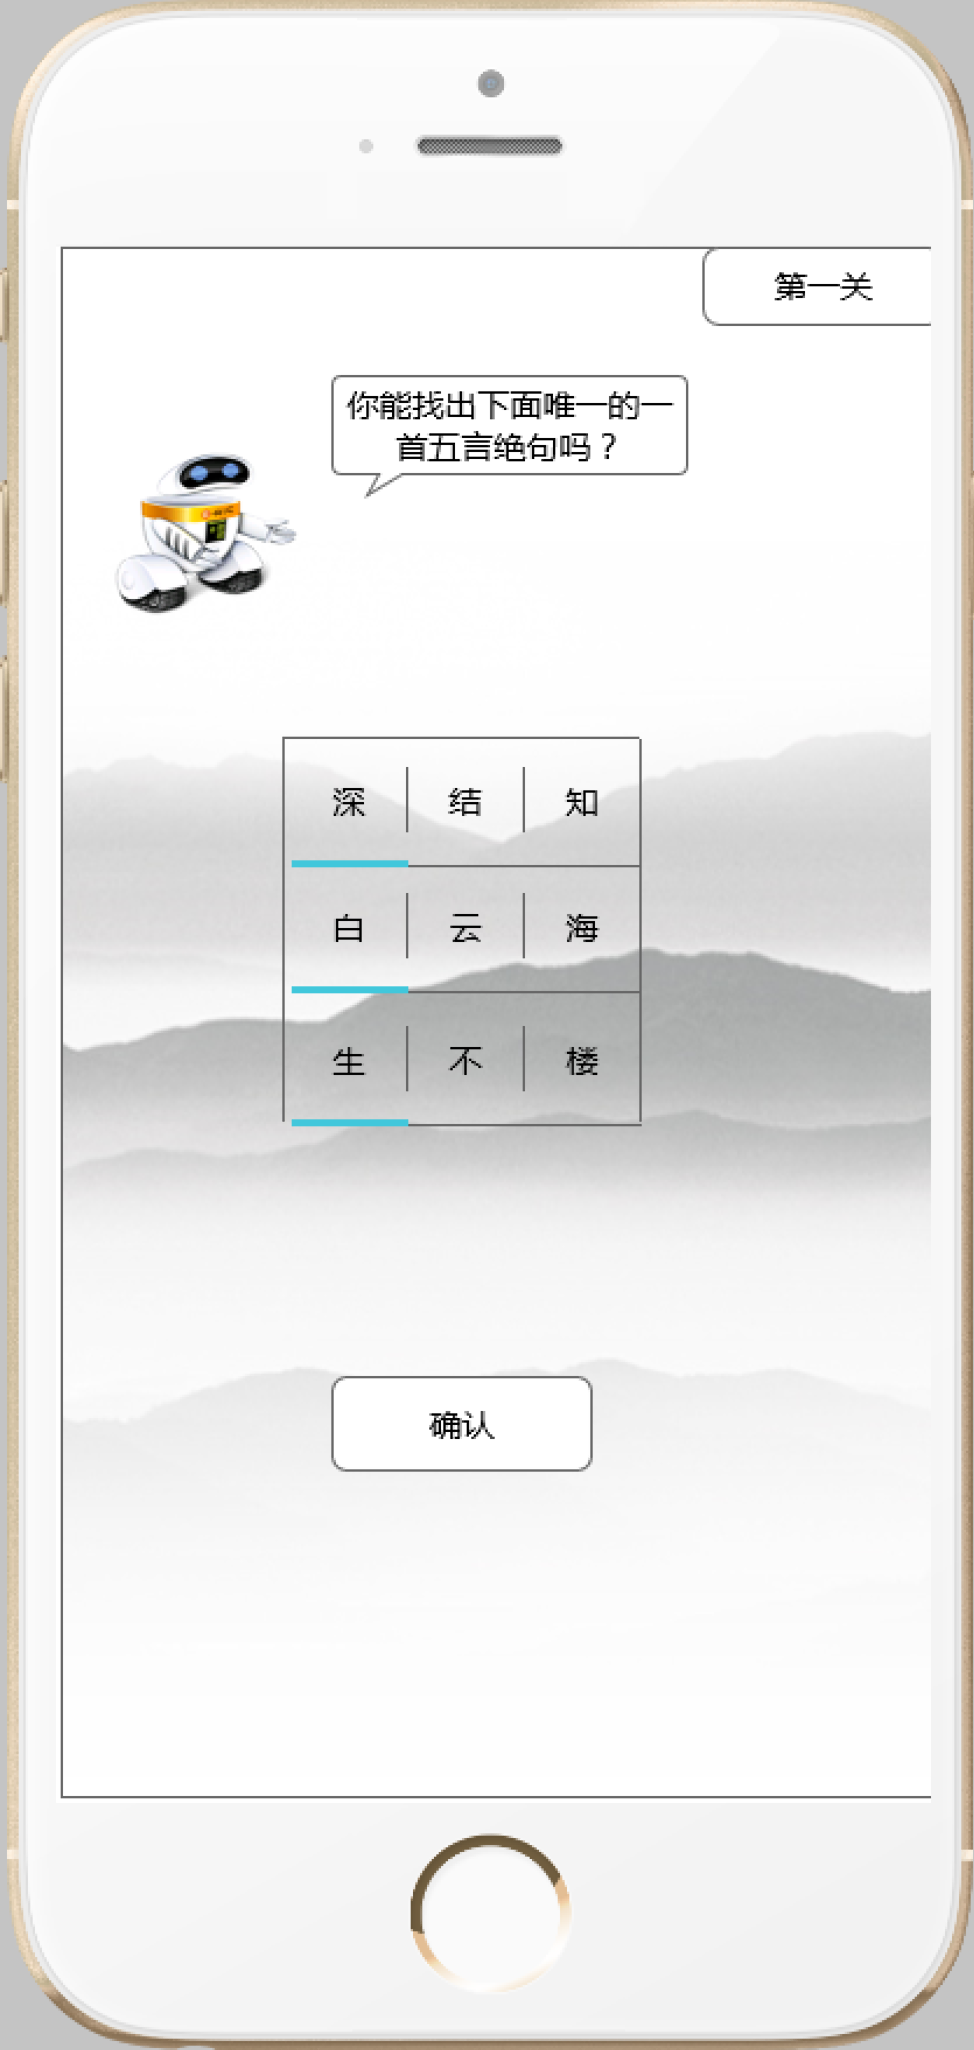 第一关
你能找出下面唯一的一
首五言绝句吗？
深 结 知
白 云 海
生 不 楼
确认